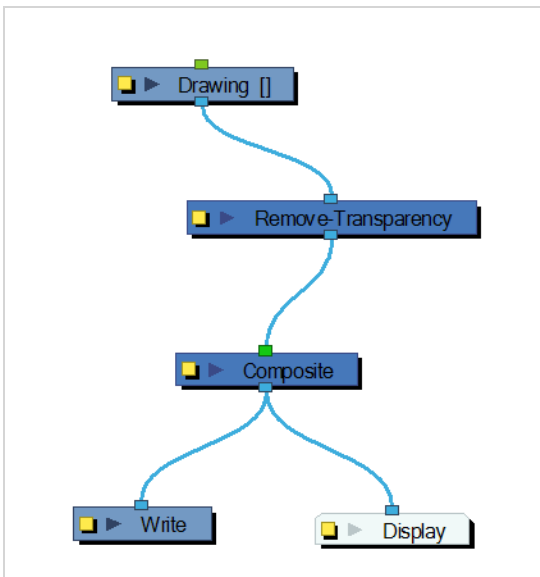 Drawing []
Remove-Transparency
Composite
Write
Display